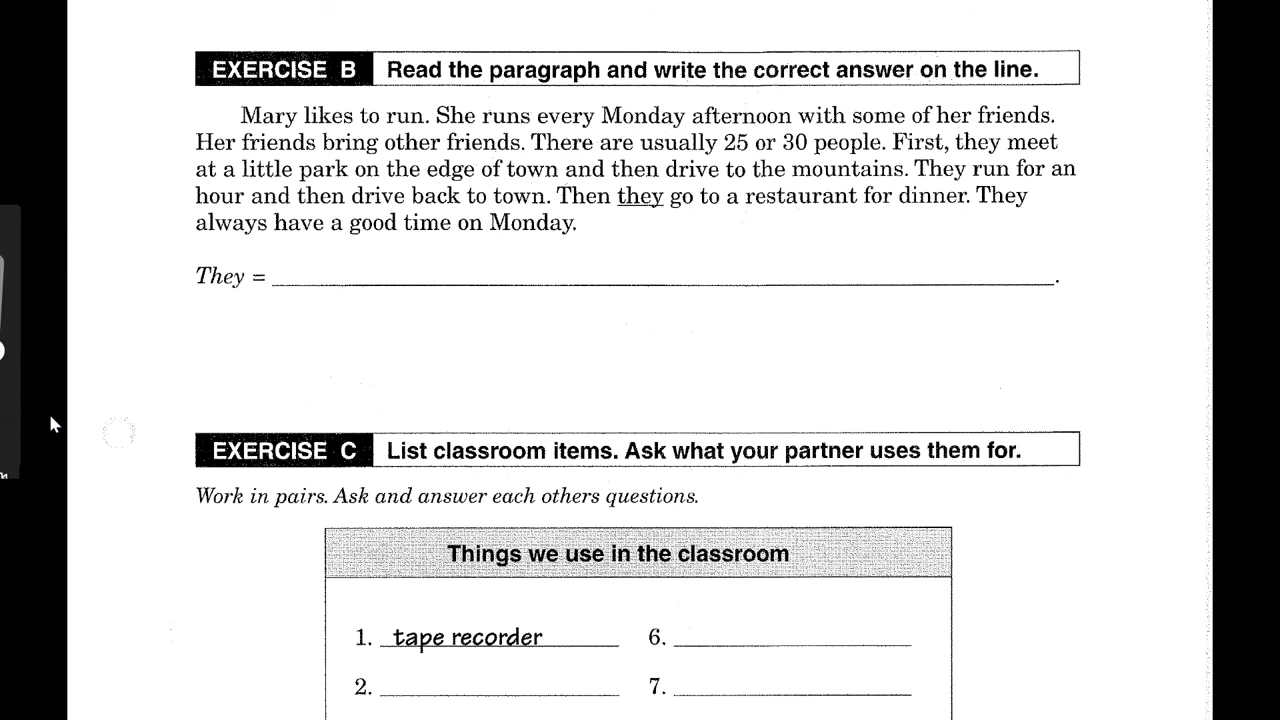 EXERCISE B Read the paragraph and write the correct answer on the line.
Mary likes to run. She runs every Monday afternoon with some of her friends.
Her friends bring other friends. There are usually 25 or 30 people. First, they meet
at a little park on the edge of town and then drive to the mountains. They run for an
hour and then drive back to town. Then they go to a restaurant for dinner. They
always have a good time on Monday.
They = .
EXERCISE C List classroom items. Ask what your partner uses them for.
Work in pairs. Ask and answer each others questions.
Things we use in the classroom
1. tape recorder 6.
2. 7.